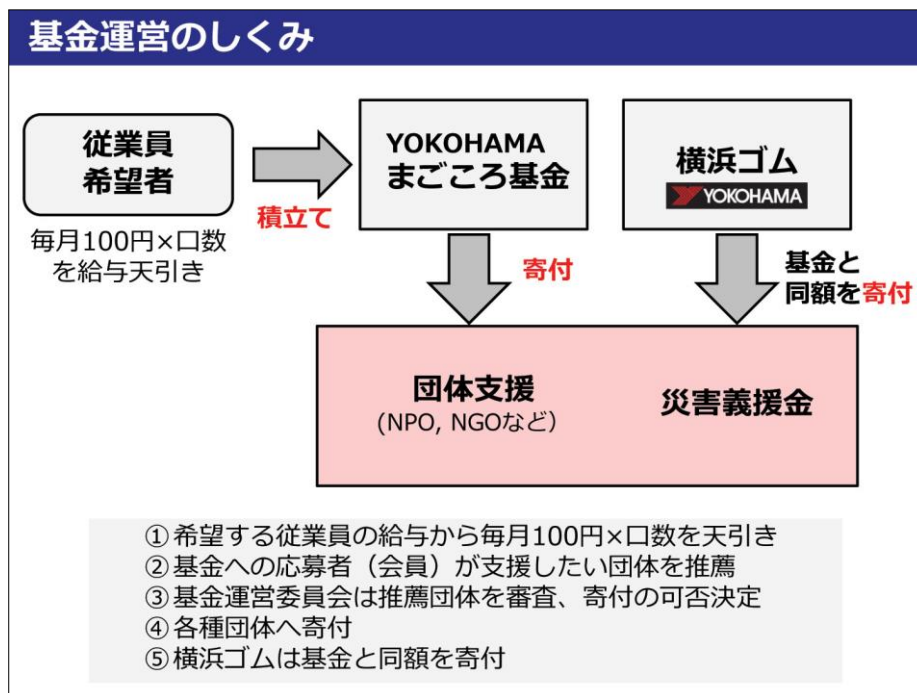 基金運営のしくみ
従業員
希望者
毎月100円×口数
を給与天引き
積立て
YOKOHAMA
まごころ基金
横浜ゴム
YOKOHAMA
寄付
基金と
同額を寄付
団体支援
(NPO, NGOなど)
災害義援金
①希望する従業員の給与から毎月100円×口数を天引き
②基金への応募者（会員）が支援したい団体を推薦
③基金運営委員会は推薦団体を審査、寄付の可否決定
④各種団体へ寄付
⑤横浜ゴムは基金と同額を寄付